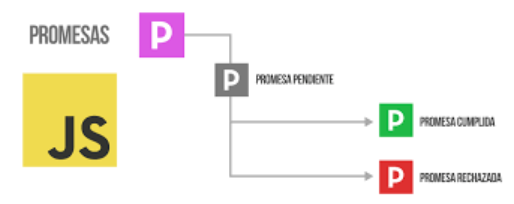 PROMESAS
P
P
PROMESA PENDIENTE
JS
P
PROMESA CUMPLIDA
P
PROMESA RECHAZADA